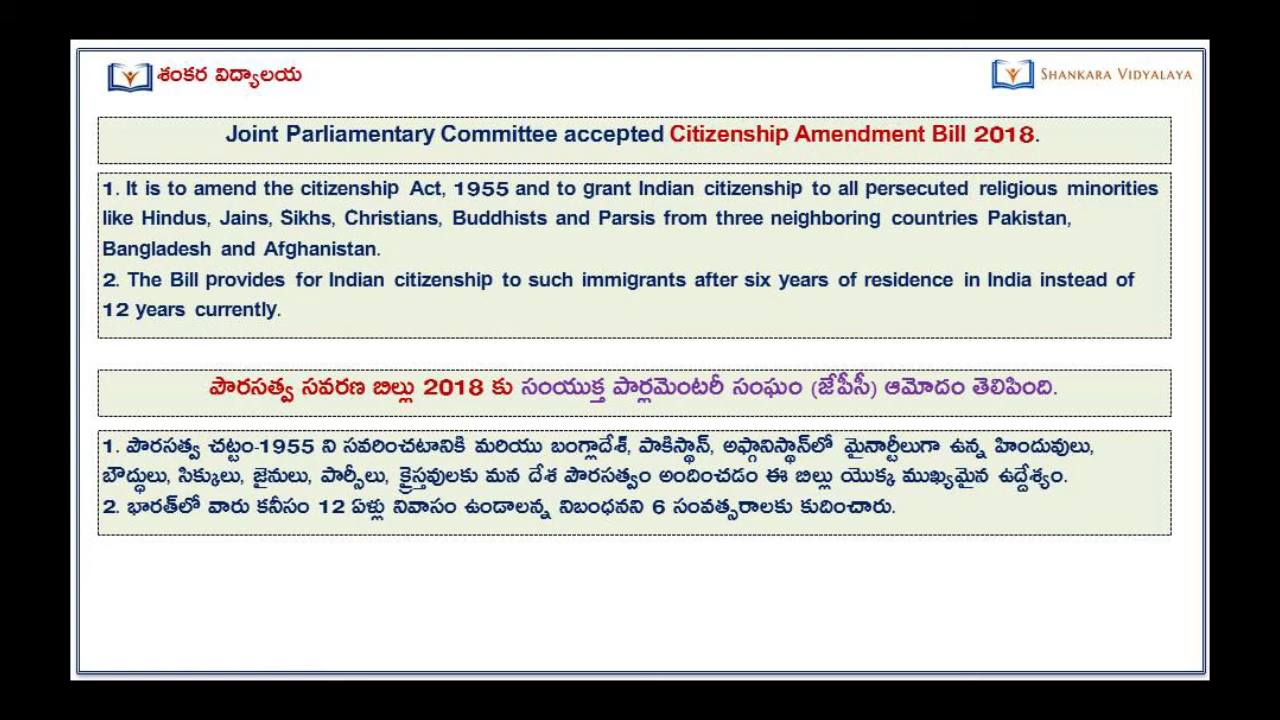 శంకర విద్యాలయ
SHANKARA VIDYALAYA
Joint Parliamentary Committee accepted Citizenship Amendment Bill 2018.
1. It is to amend the citizenship Act, 1955 and to grant Indian citizenship to all persecuted religious minorities
like Hindus, Jains, Sikhs, Christians, Buddhists and Parsis from three neighboring countries Pakistan,
Bangladesh and Afghanistan.
2. The Bill provides for Indian citizenship to such immigrants after six years of residence in India instead of
12 years currently.
పౌరసత్వ సవరణ బిల్లు 2018 కు సంయుక్త పార్లమెంటరీ సంఘం (జేపీసీ) ఆమోదం తెలిపింది.
1. పౌరసత్వ చట్టం-1955 ని సవరించటానికి మరియు బంగ్లాదేశ్, పాకిస్థాన్, అఫ్గానిస్థాన్‌లో మైనార్టీలుగా ఉన్న హిందువులు,
బౌద్ధులు, సిక్కులు, జైనులు, పార్సీలు, క్రైస్తవులకు మన దేశ పౌరసత్వం అందించడం ఈ బిల్లు యొక్క ముఖ్యమైన ఉద్దేశ్యం.
2. భారత్‌లో వారు కనీసం 12 ఏళ్లు నివాసం ఉండాలన్న నిబంధనని 6 సంవత్సరాలకు కుదించారు.